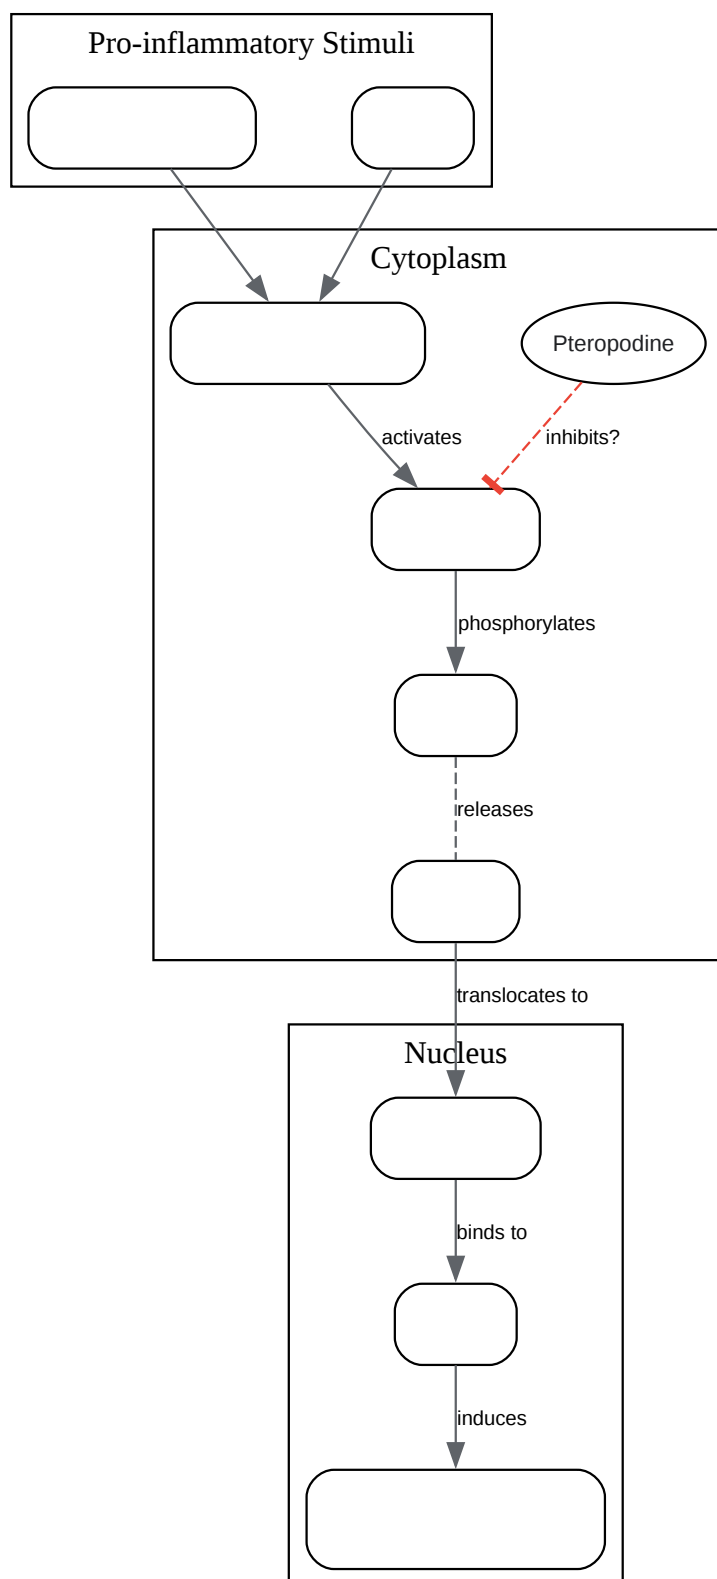 Pro-inflammatory Stimuli
Cytoplasm
Pteropodine
activates
inhibits?
phosphorylates
releases
translocates to
Nucleus
binds to
induces